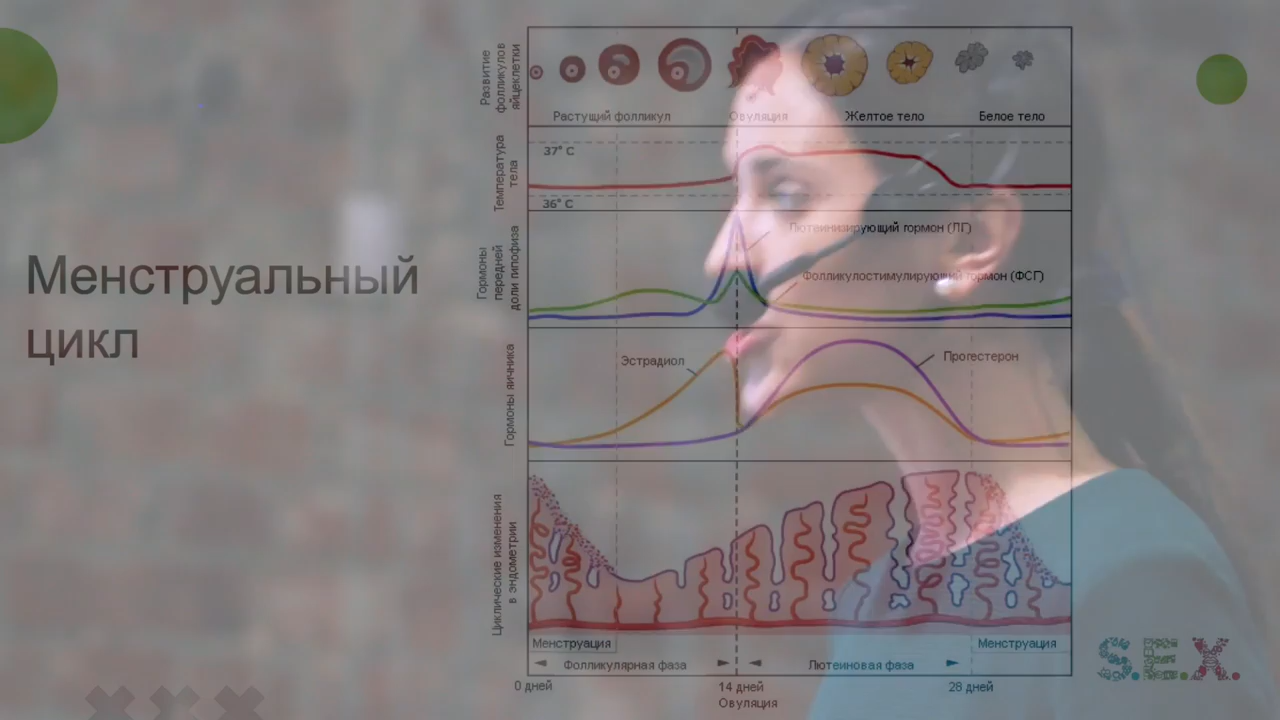 Менструальный
цикл
Развитие
фолликулов
яйцеклетки
Растущий фолликул
Овуляция
Желтое тело
Белое тело
Температура
тела
37° C
36° C
Гормоны
передней
доли гипофиза
Лютеинизирующий гормон (ЛГ)
Фолликулостимулирующий гормон (ФСГ)
Гормоны яичника
Эстрадиол
Прогестерон
Циклические изменения
в эндометрии
Менструация
Менструация
Фолликулярная фаза
Лютеиновая фаза
0 дней
14 дней
28 дней
Овуляция
S.E.X.